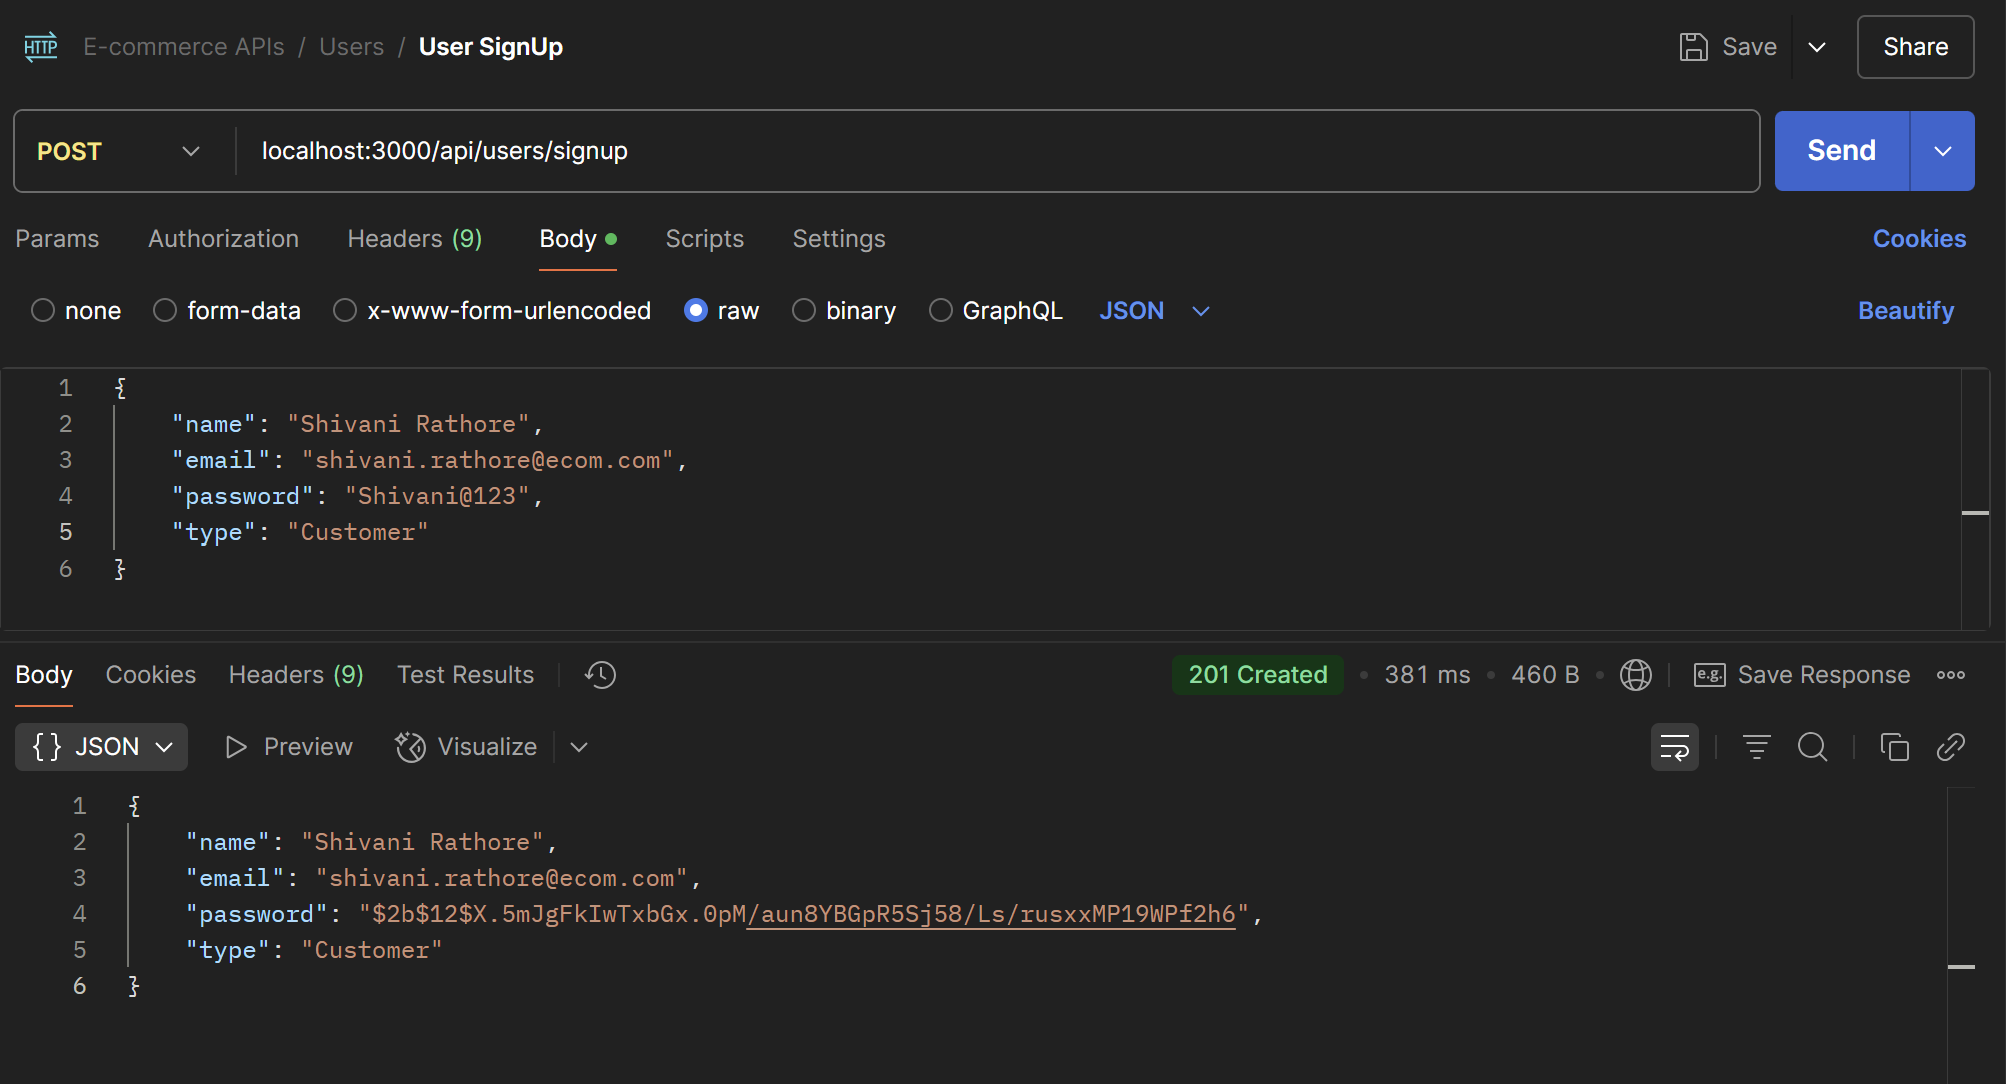 HTTP E-commerce APIs / Users / User SignUp Save Share
POST localhost:3000/api/users/signup Send
Params Authorization Headers (9) Body Scripts Settings Cookies
none form-data x-www-form-urlencoded raw binary GraphQL JSON Beautify
1 {
2 "name": "Shivani Rathore",
3 "email": "shivani.rathore@ecom.com",
4 "password": "Shivani@123",
5 "type": "Customer"
6 }
Body Cookies Headers (9) Test Results 201 Created • 381 ms • 460 B • e.g. Save Response
{} JSON Preview Visualize
1 {
2 "name": "Shivani Rathore",
3 "email": "shivani.rathore@ecom.com",
4 "password": "$2b$12$X.5mJgFkIwTxbGx.0pM/aun8YBGpR5Sj58/Ls/rusxxMP19WPf2h6",
5 "type": "Customer"
6 }